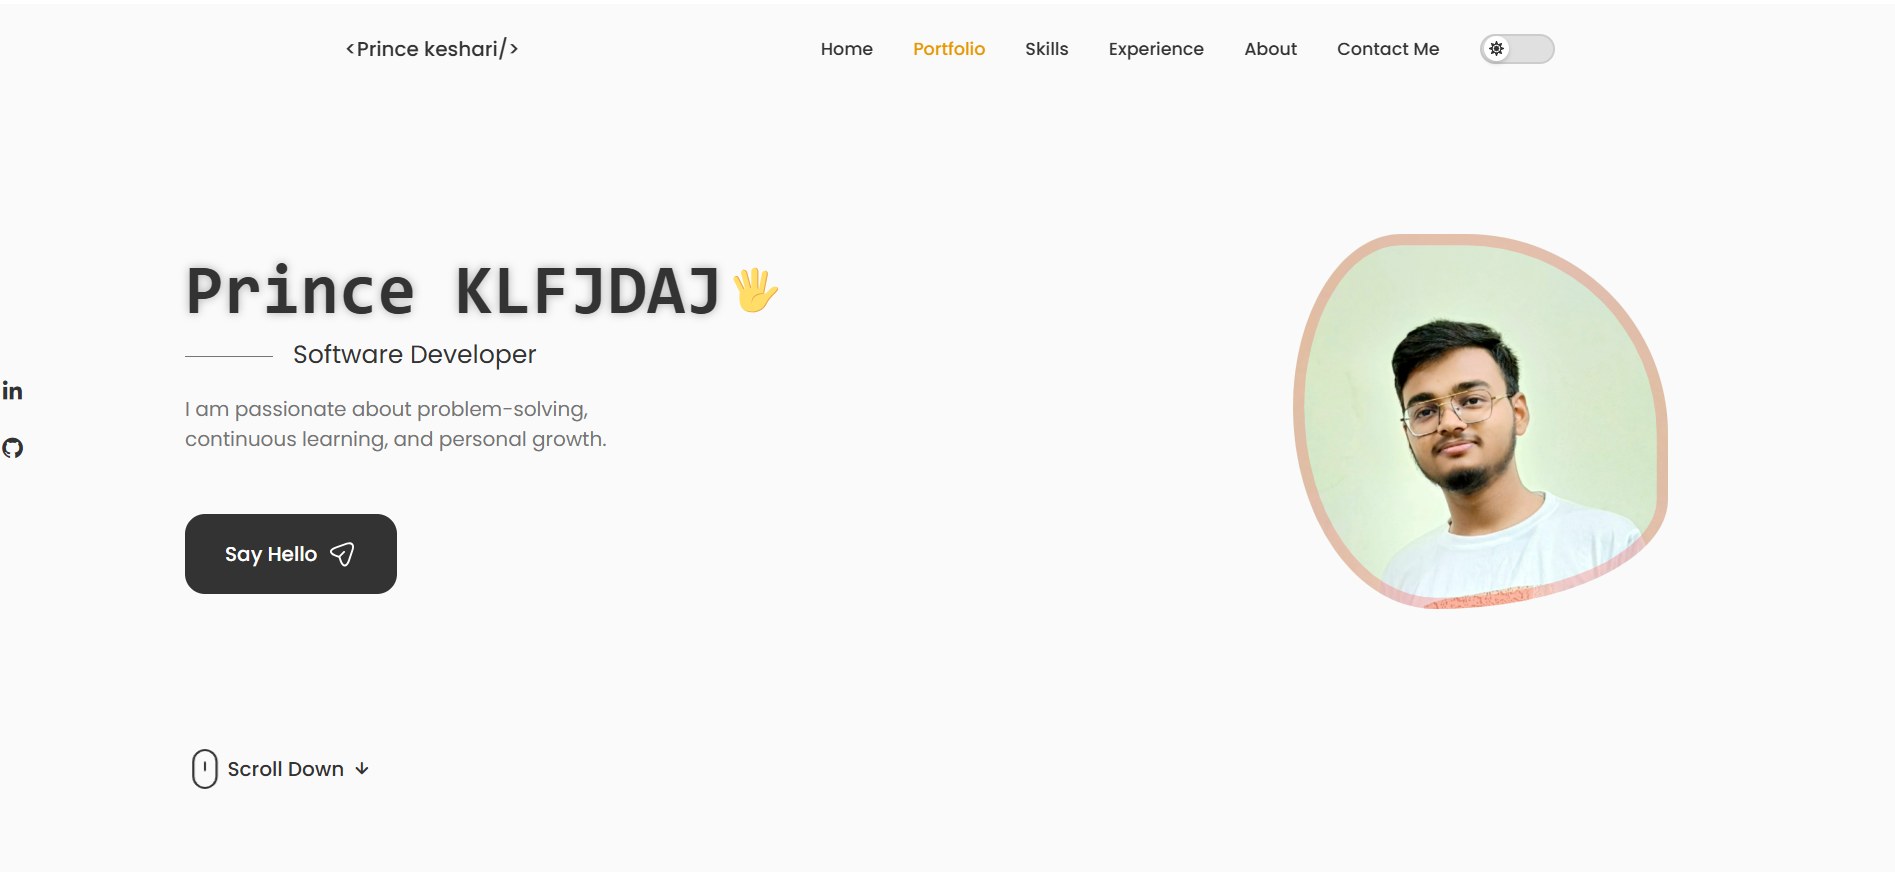 <Prince keshari/>
Home Portfolio Skills Experience About Contact Me
Prince KLFJDAJ🖐
Software Developer
in
I am passionate about problem-solving,
continuous learning, and personal growth.
Say Hello
Scroll Down ↓